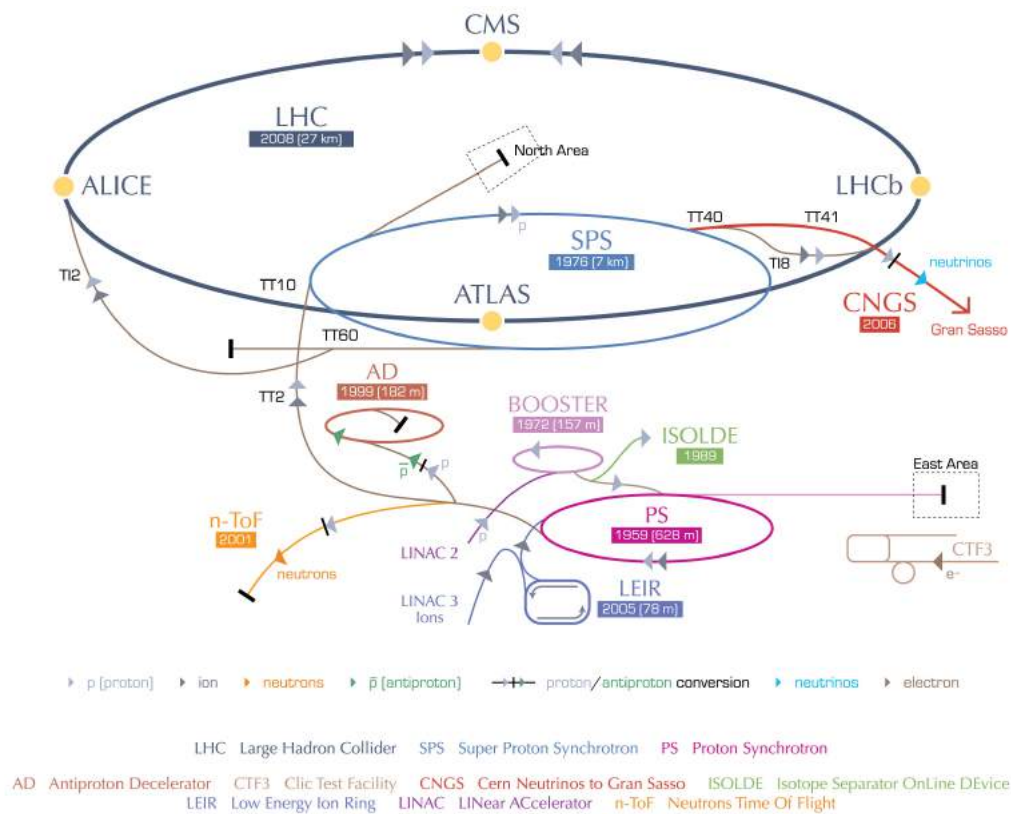 CMS
LHC
2008 (27 km)
North Area
ALICE
LHCb
TT40
TT41
SPS
1976 (7 km)
TI8
neutrinos
TI2
TT10
ATLAS
CNGS
2006
Gran Sasso
TT60
AD
1999 (182 m)
TT2
BOOSTER
1972 (157 m)
ISOLDE
1989
p
p̄
p
East Area
n-ToF
2001
PS
1959 (628 m)
LINAC 2
p
neutrons
CTF3
e-
LEIR
2005 (78 m)
LINAC 3
Ions
p (proton) ion neutrons p̄ (antiproton) proton/antiproton conversion neutrinos electron
LHC Large Hadron Collider SPS Super Proton Synchrotron PS Proton Synchrotron
AD Antiproton Decelerator CTF3 Clic Test Facility CNGS Cern Neutrinos to Gran Sasso ISOLDE Isotope Separator OnLine DEvice
LEIR Low Energy Ion Ring LINAC LINear ACcelerator n-ToF Neutrons Time Of Flight